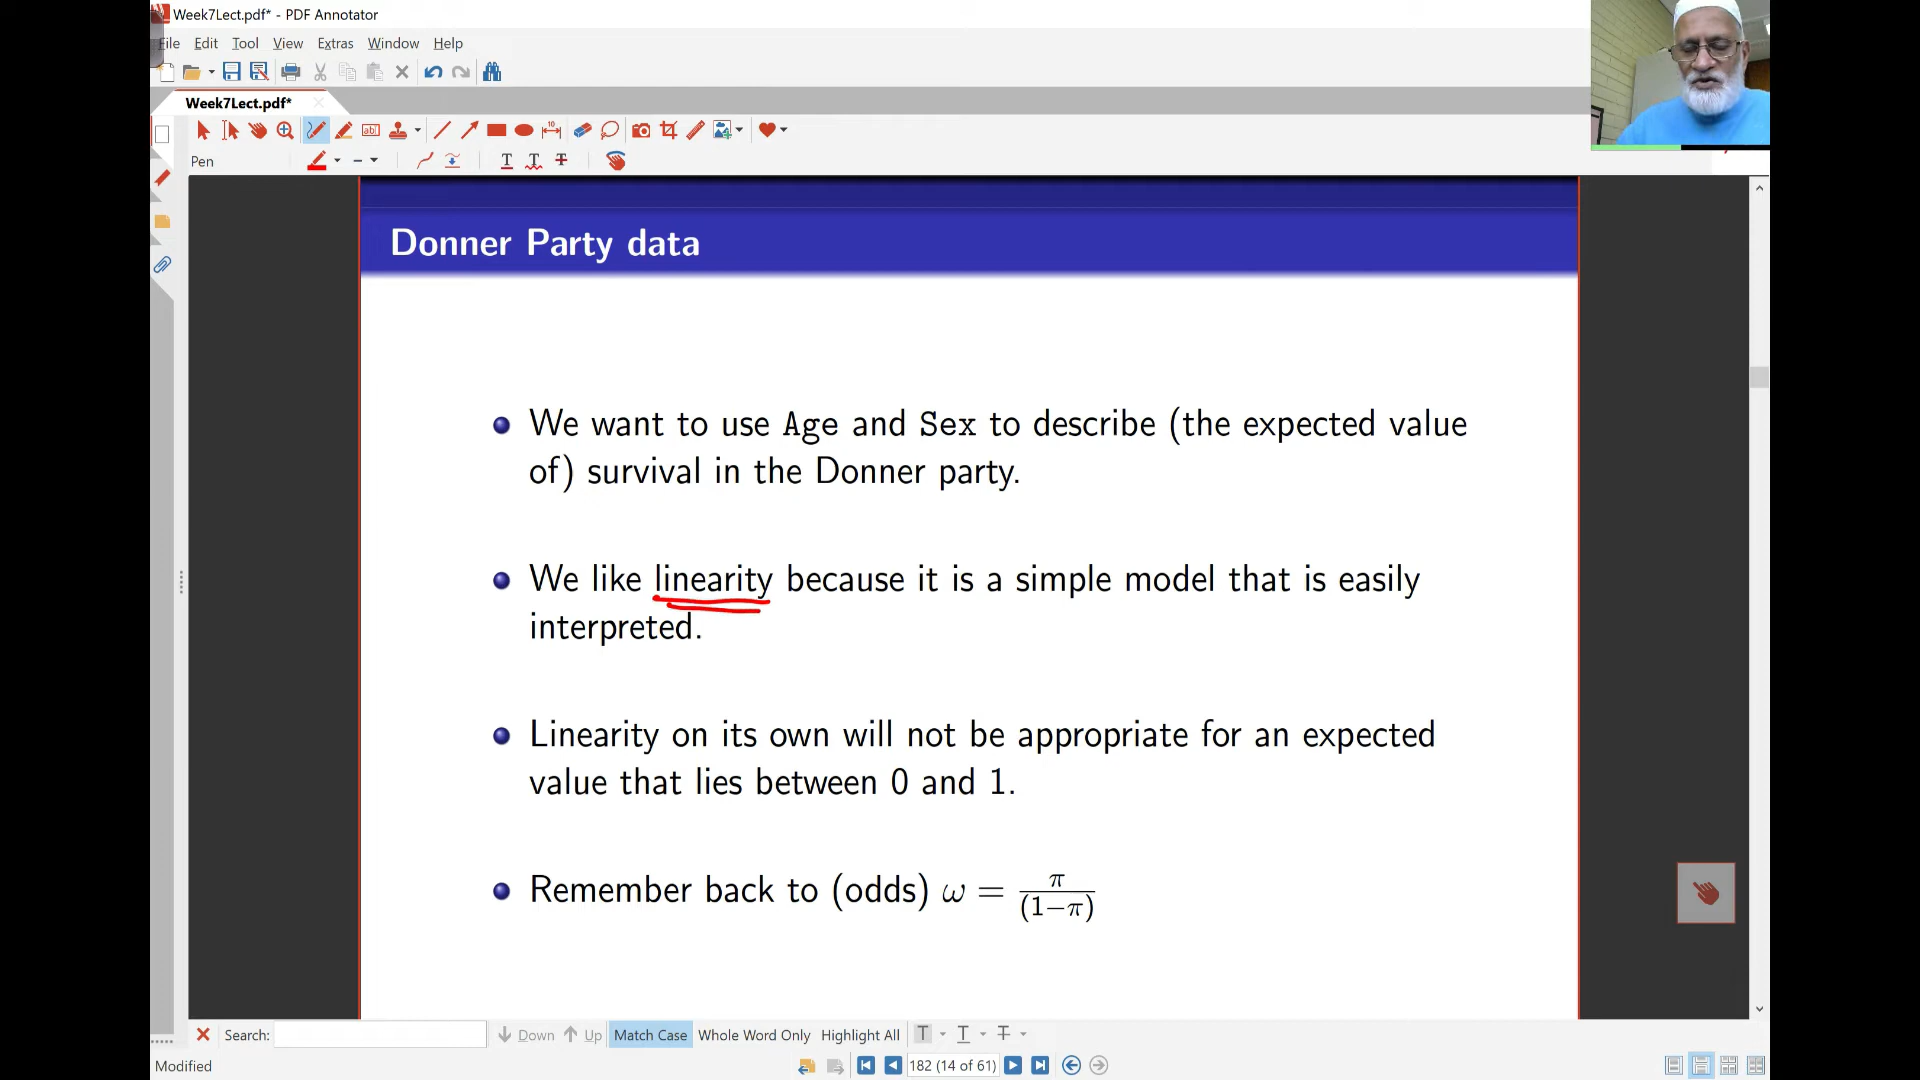 Week7Lect.pdf* - PDF Annotator
File Edit Tool View Extras Window Help
Week7Lect.pdf*
Pen
Donner Party data
We want to use Age and Sex to describe (the expected value
of) survival in the Donner party.
We like linearity because it is a simple model that is easily
interpreted.
Linearity on its own will not be appropriate for an expected
value that lies between 0 and 1.
Remember back to (odds) ω = π/(1−π)
Search: Down Up Match Case Whole Word Only Highlight All T T T
Modified 182 (14 of 61)